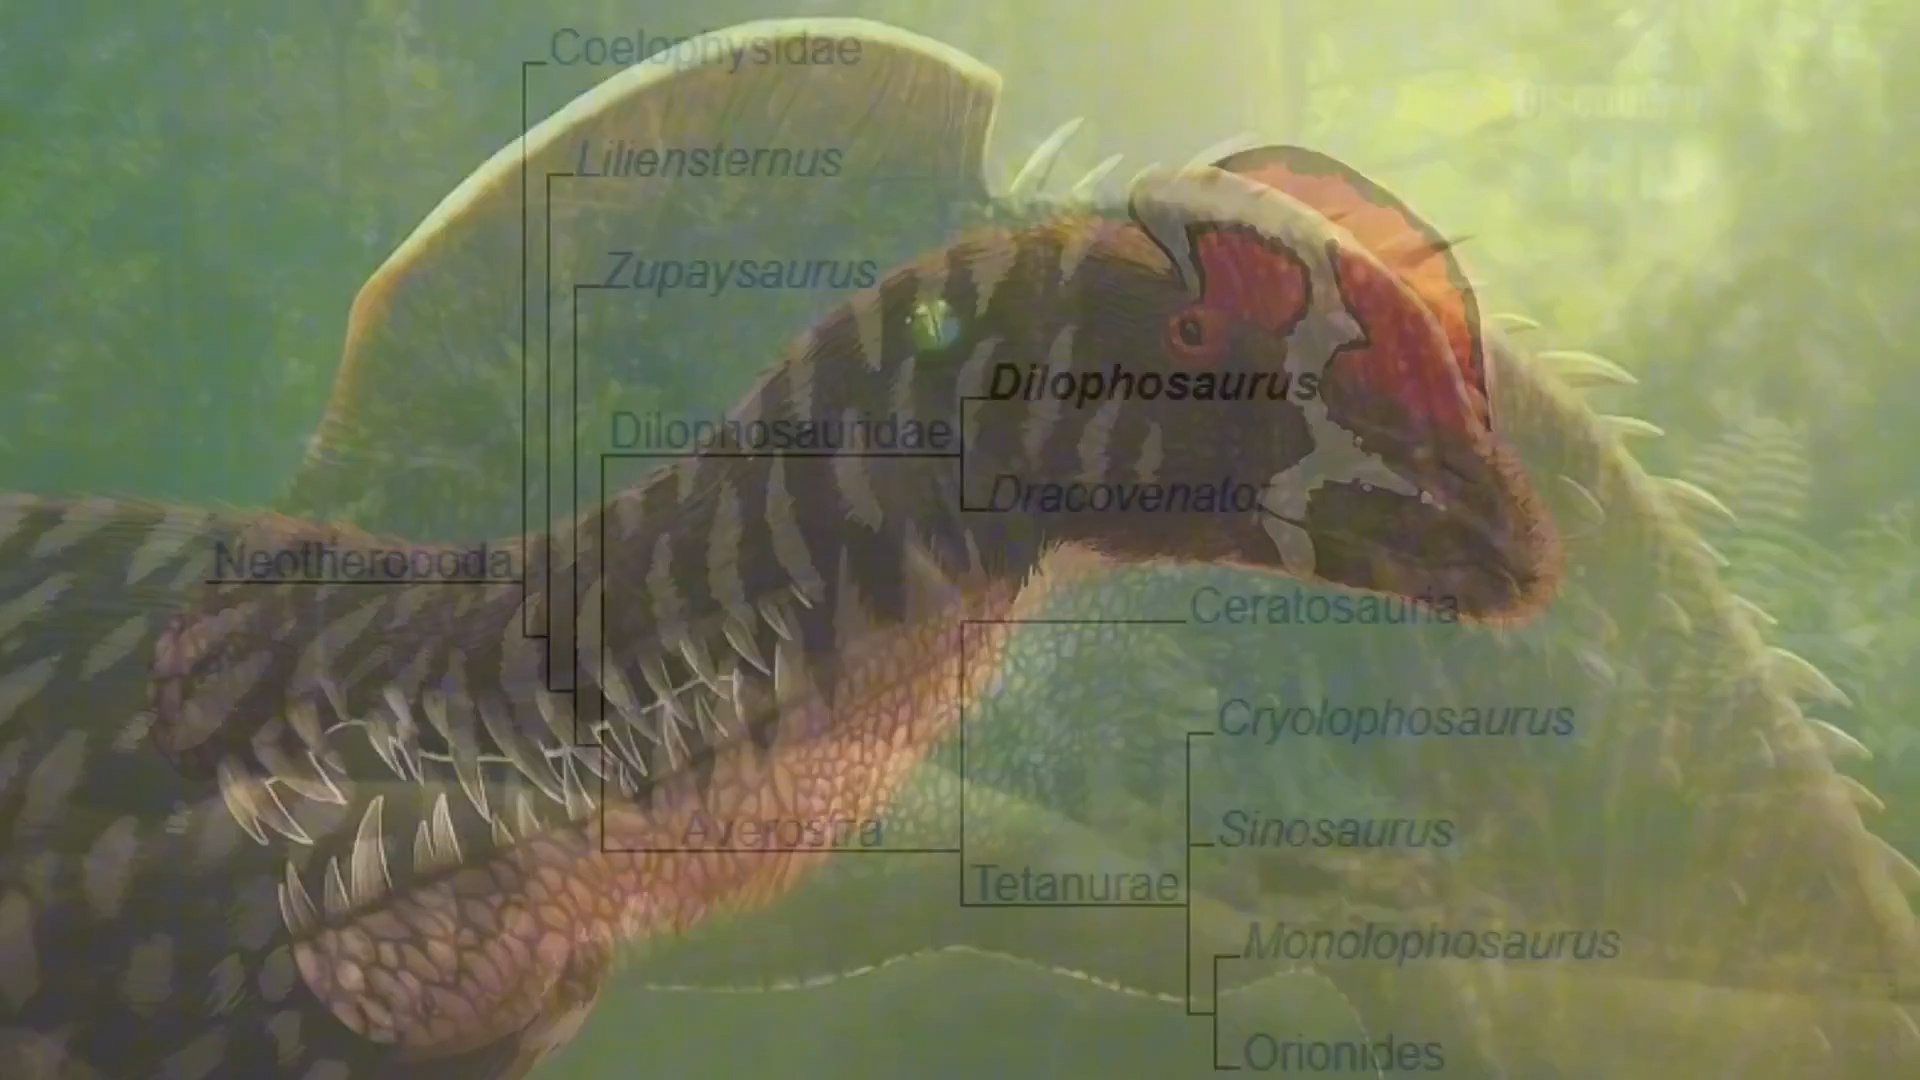 Coelophysidae
Liliensternus
Zupaysaurus
Dilophosaurus
Dilophosauridae
Dracovenator
Neotheropoda
Ceratosauria
Cryolophosaurus
Averostra
Sinosaurus
Tetanurae
Monolophosaurus
Orionides